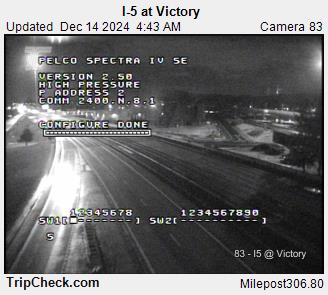 I-5 at Victory
Updated Dec 14 2024 4:43 AM Camera 83
PELCO SPECTRA IV SE
VERSION 2.50
HIGH PRESSURE
P ADDRESS 2
COMM 2400.N.8.1
CONFIGURE DONE
12345678 1234567890
SW1[■-------] SW2[----------]
5
83 - I5 @ Victory
TripCheck.com Milepost306.80